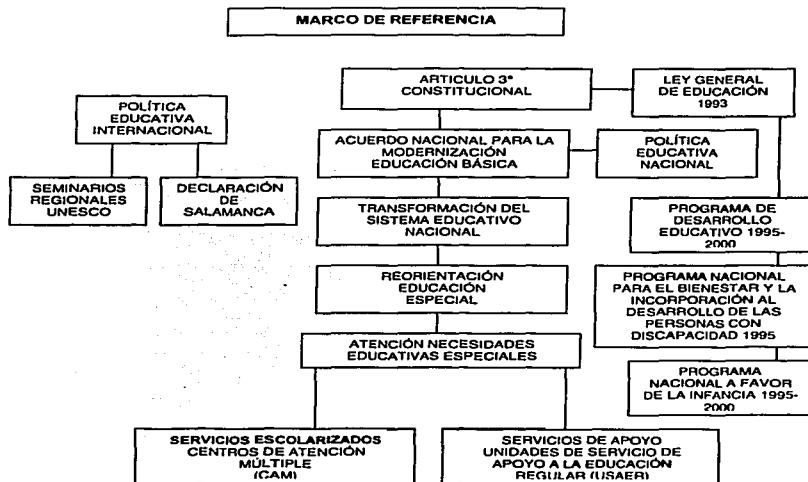 MARCO DE REFERENCIA
ARTICULO 3º
CONSTITUCIONAL
LEY GENERAL
DE EDUCACIÓN
1993
POLÍTICA
EDUCATIVA
INTERNACIONAL
ACUERDO NACIONAL PARA LA
MODERNIZACIÓN
EDUCACIÓN BÁSICA
POLÍTICA
EDUCATIVA
NACIONAL
SEMINARIOS
REGIONALES
UNESCO
DECLARACIÓN
DE
SALAMANCA
TRANSFORMACIÓN DEL
SISTEMA EDUCATIVO
NACIONAL
PROGRAMA DE
DESARROLLO
EDUCATIVO 1995-
2000
REORIENTACIÓN
EDUCACIÓN
ESPECIAL
PROGRAMA NACIONAL
PARA EL BIENESTAR Y LA
INCORPORACIÓN AL
DESARROLLO DE LAS
PERSONAS CON
DISCAPACIDAD 1995
ATENCIÓN NECESIDADES
EDUCATIVAS ESPECIALES
PROGRAMA
NACIONAL A FAVOR
DE LA INFANCIA 1995-
2000
SERVICIOS ESCOLARIZADOS
CENTROS DE ATENCIÓN
MÚLTIPLE
(CAM)
SERVICIOS DE APOYO
UNIDADES DE SERVICIO DE
APOYO A LA EDUCACIÓN
REGULAR (USAER)